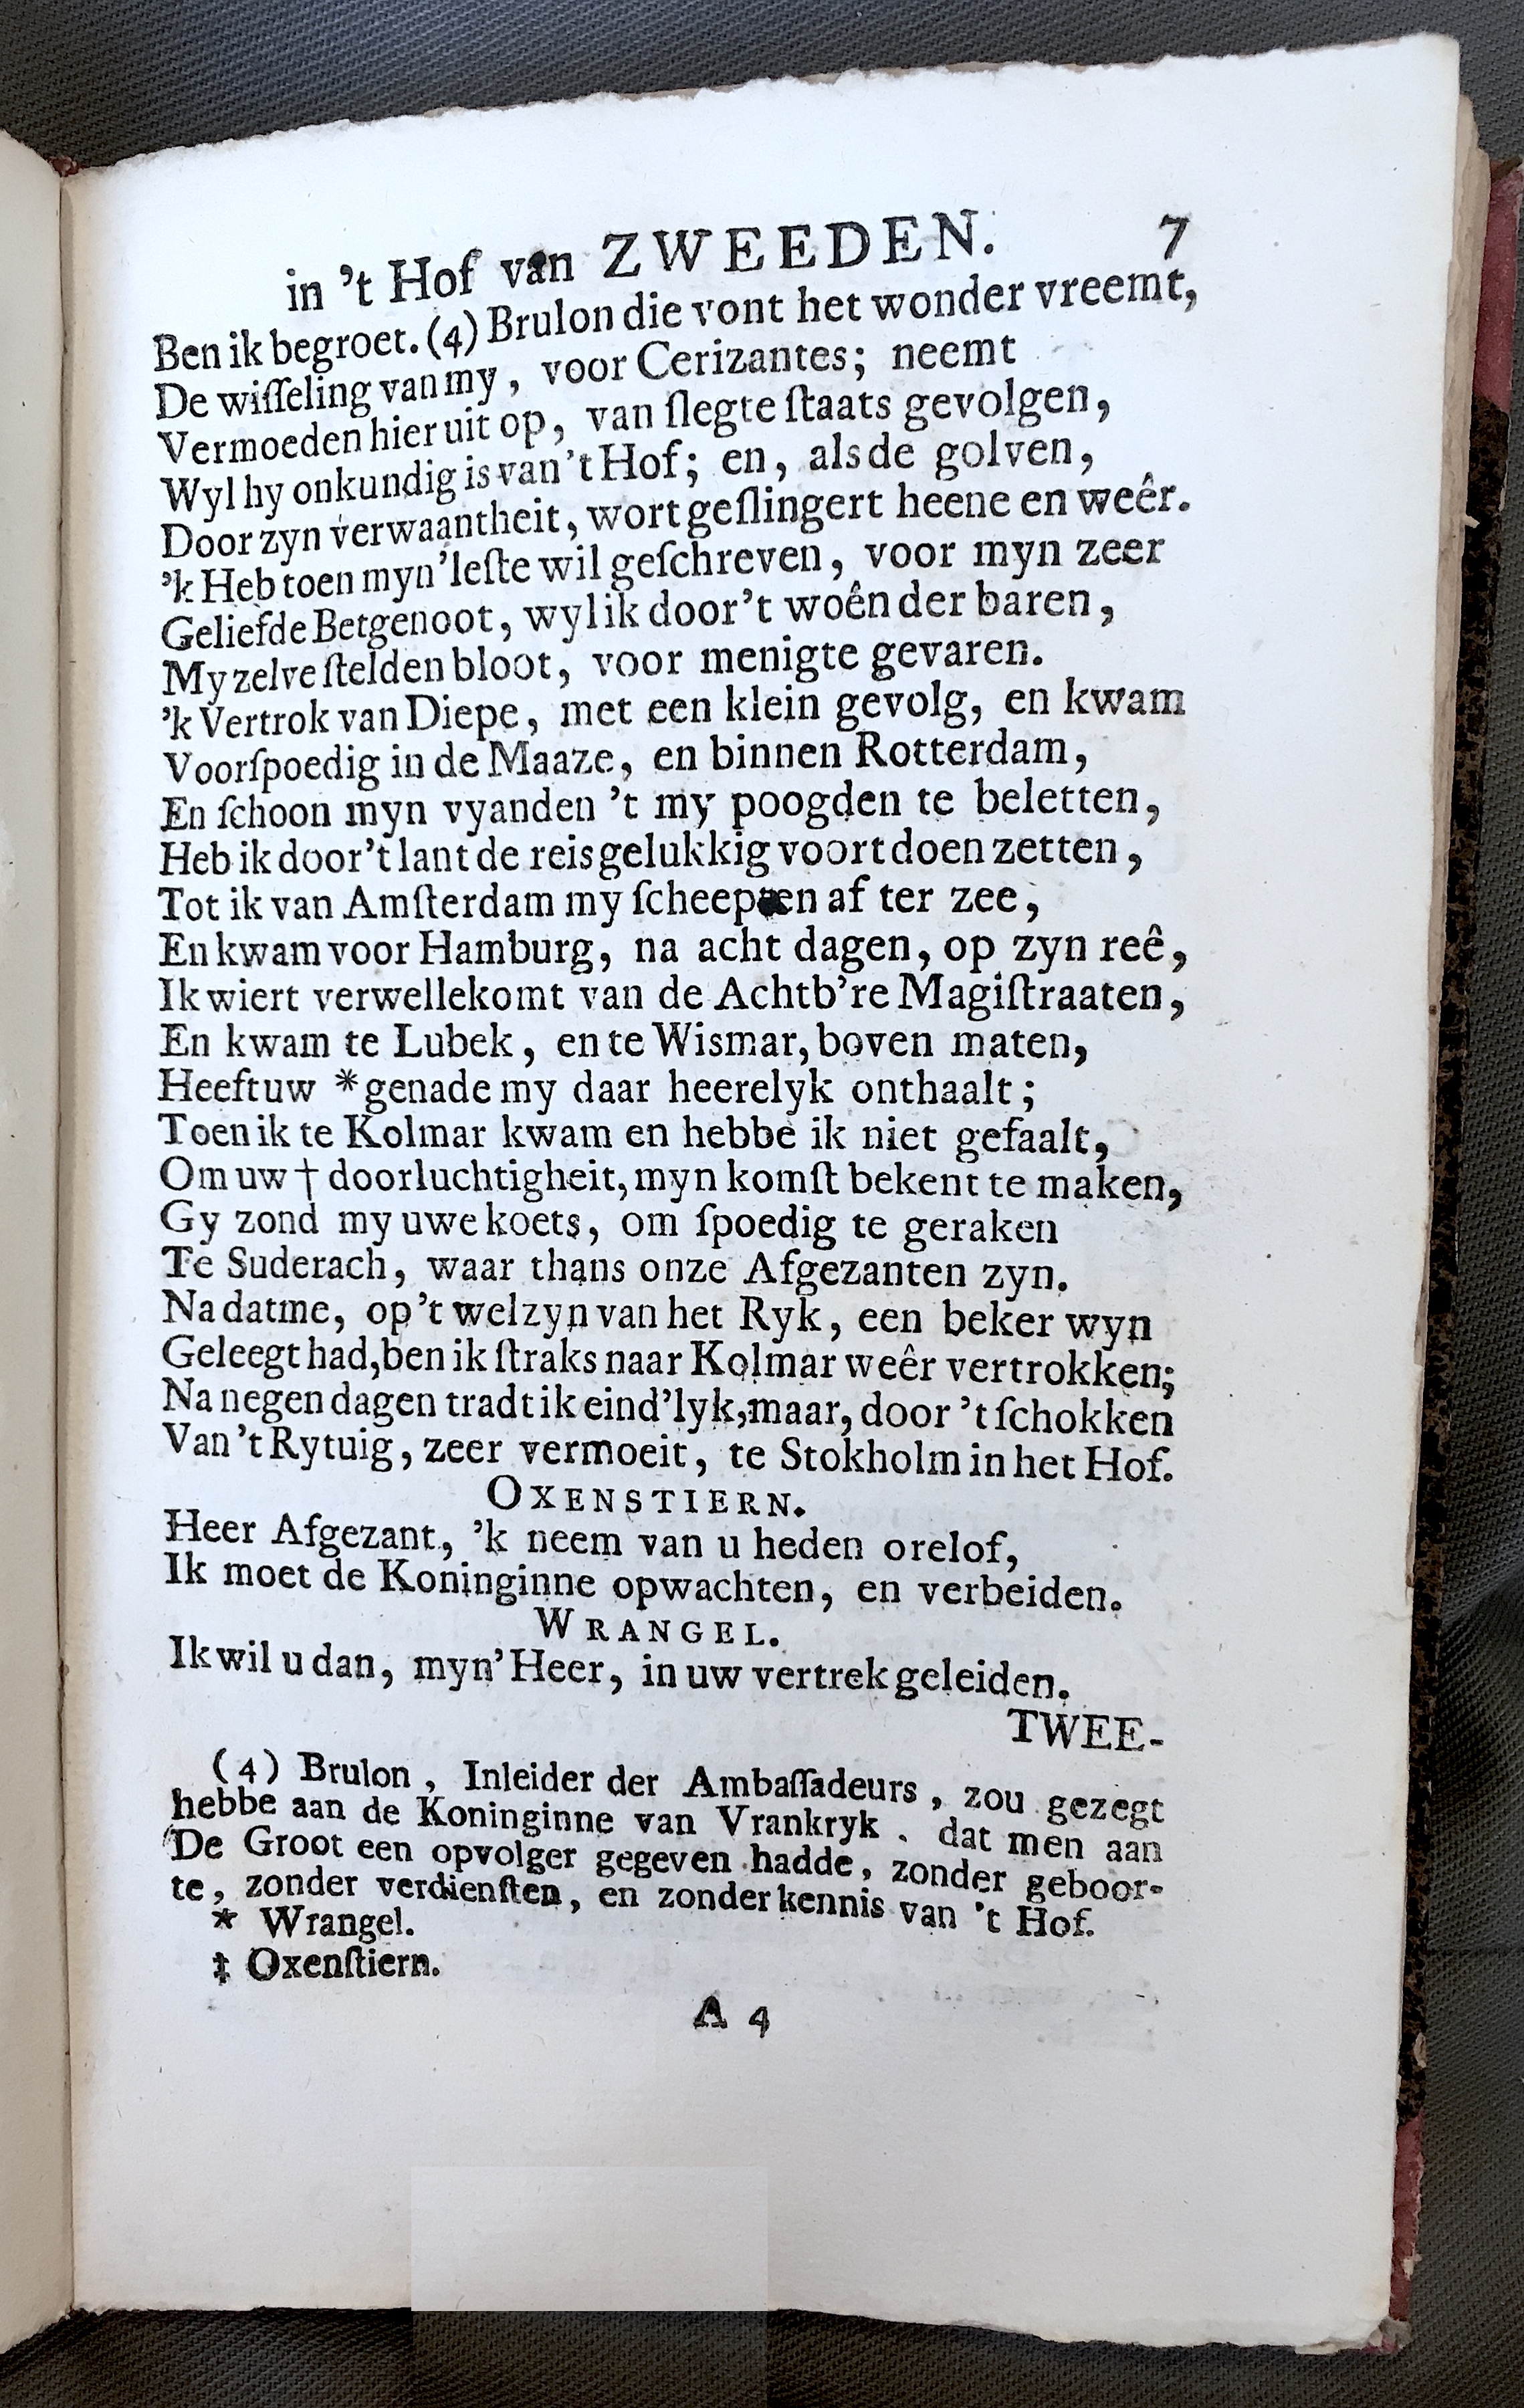 in 't Hof van ZWEEDEN. 7
Ben ik begroet. (4) Brulon die vont het wonder vreemt,
De wiſſeling van my, voor Cerizantes; neemt
Vermoeden hier uit op, van ſlegte ſtaats gevolgen,
Wyl hy onkundig is van 't Hof; en, als de golven,
Door zyn verwaantheit, wort geſlingert heene en weêr.
'k Heb toen myn 'leſte wil geſchreven, voor myn zeer
Geliefde Betgenoot, wyl ik door 't woên der baren,
My zelve ſtelden bloot, voor menigte gevaren.
'k Vertrok van Diepe, met een klein gevolg, en kwam
Voorſpoedig in de Maaze, en binnen Rotterdam,
En ſchoon myn vyanden 't my poogden te beletten,
Heb ik door 't lant de reis gelukkig voort doen zetten,
Tot ik van Amſterdam my ſcheepten af ter zee,
En kwam voor Hamburg, na acht dagen, op zyn reê,
Ik wiert verwellekomt van de Achtb're Magiſtraaten,
En kwam te Lubek, en te Wismar, boven maten,
Heeft uw * genade my daar heerelyk onthaalt;
Toen ik te Kolmar kwam en hebbe ik niet gefaalt,
Om uw † doorluchtigheit, myn komſt bekent te maken,
Gy zond my uwe koets, om ſpoedig te geraken
Te Suderach, waar thans onze Afgezanten zyn.
Na datme, op 't welzyn van het Ryk, een beker wyn
Geleegt had, ben ik ſtraks naar Kolmar weêr vertrokken;
Na negen dagen tradt ik eind'lyk, maar, door 't ſchokken
Van 't Rytuig, zeer vermoeit, te Stokholm in het Hof.
OXENSTIERN.
Heer Afgezant, 'k neem van u heden orelof,
Ik moet de Koninginne opwachten, en verbeiden.
WRANGEL.
Ik wil u dan, myn' Heer, in uw vertrek geleiden.
TWEE-
(4) Brulon, Inleider der Ambaſſadeurs, zou gezegt
hebbe aan de Koninginne van Vrankryk, dat men aan
De Groot een opvolger gegeven hadde, zonder geboor-
te, zonder verdienſten, en zonder kennis van 't Hof.
* Wrangel.
‡ Oxenſtiern.
A 4